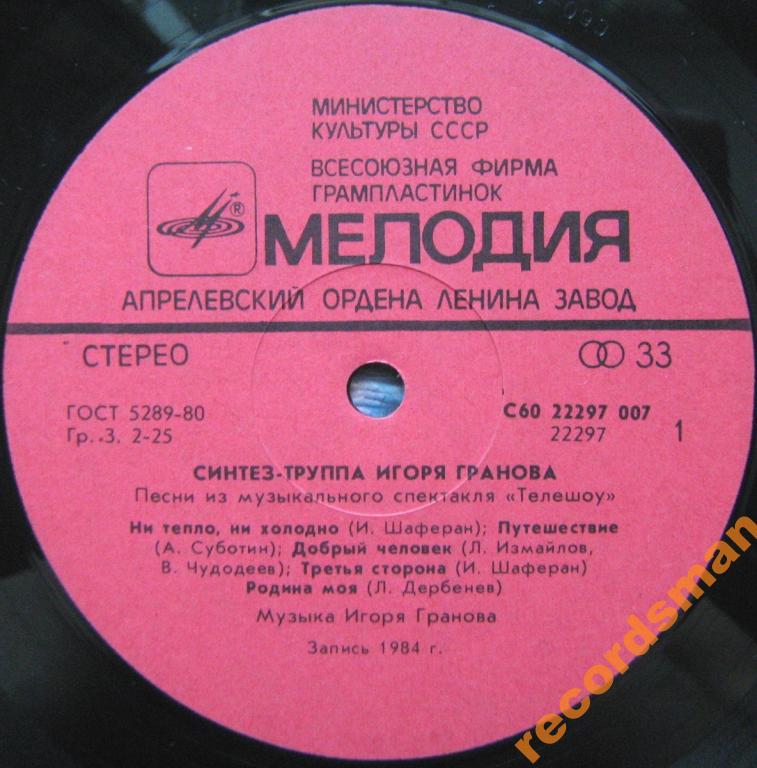 МИНИСТЕРСТВО
КУЛЬТУРЫ СССР
ВСЕСОЮЗНАЯ ФИРМА
ГРАМПЛАСТИНОК
®
МЕЛОДИЯ
АПРЕЛЕВСКИЙ ОРДЕНА ЛЕНИНА ЗАВОД
СТЕРЕО
33
ГОСТ 5289-80
Гр. .3. 2-25
С60 22297 007
22297
1
СИНТЕЗ-ТРУППА ИГОРЯ ГРАНОВА
Песни из музыкального спектакля «Телешоу»
Ни тепло, ни холодно (И. Шаферан); Путешествие
(А. Суботин); Добрый человек (Л. Измайлов,
В. Чудодеев); Третья сторона (И. Шаферан)
Родина моя (Л. Дербенев)
Музыка Игоря Гранова
Запись 1984 г.
recordsman